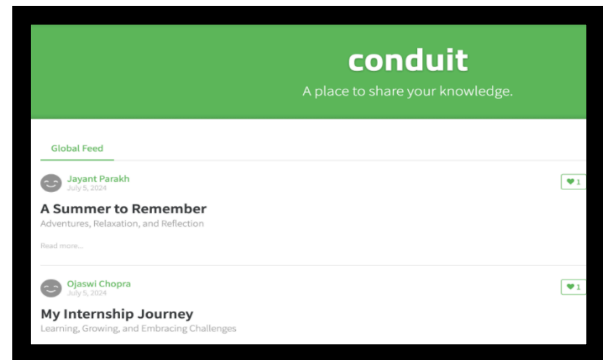 conduit
A place to share your knowledge.
Global Feed
Jayant Parakh
July 5, 2024
1
A Summer to Remember
Adventures, Relaxation, and Reflection
Read more...
Ojaswi Chopra
July 5, 2024
1
My Internship Journey
Learning, Growing, and Embracing Challenges